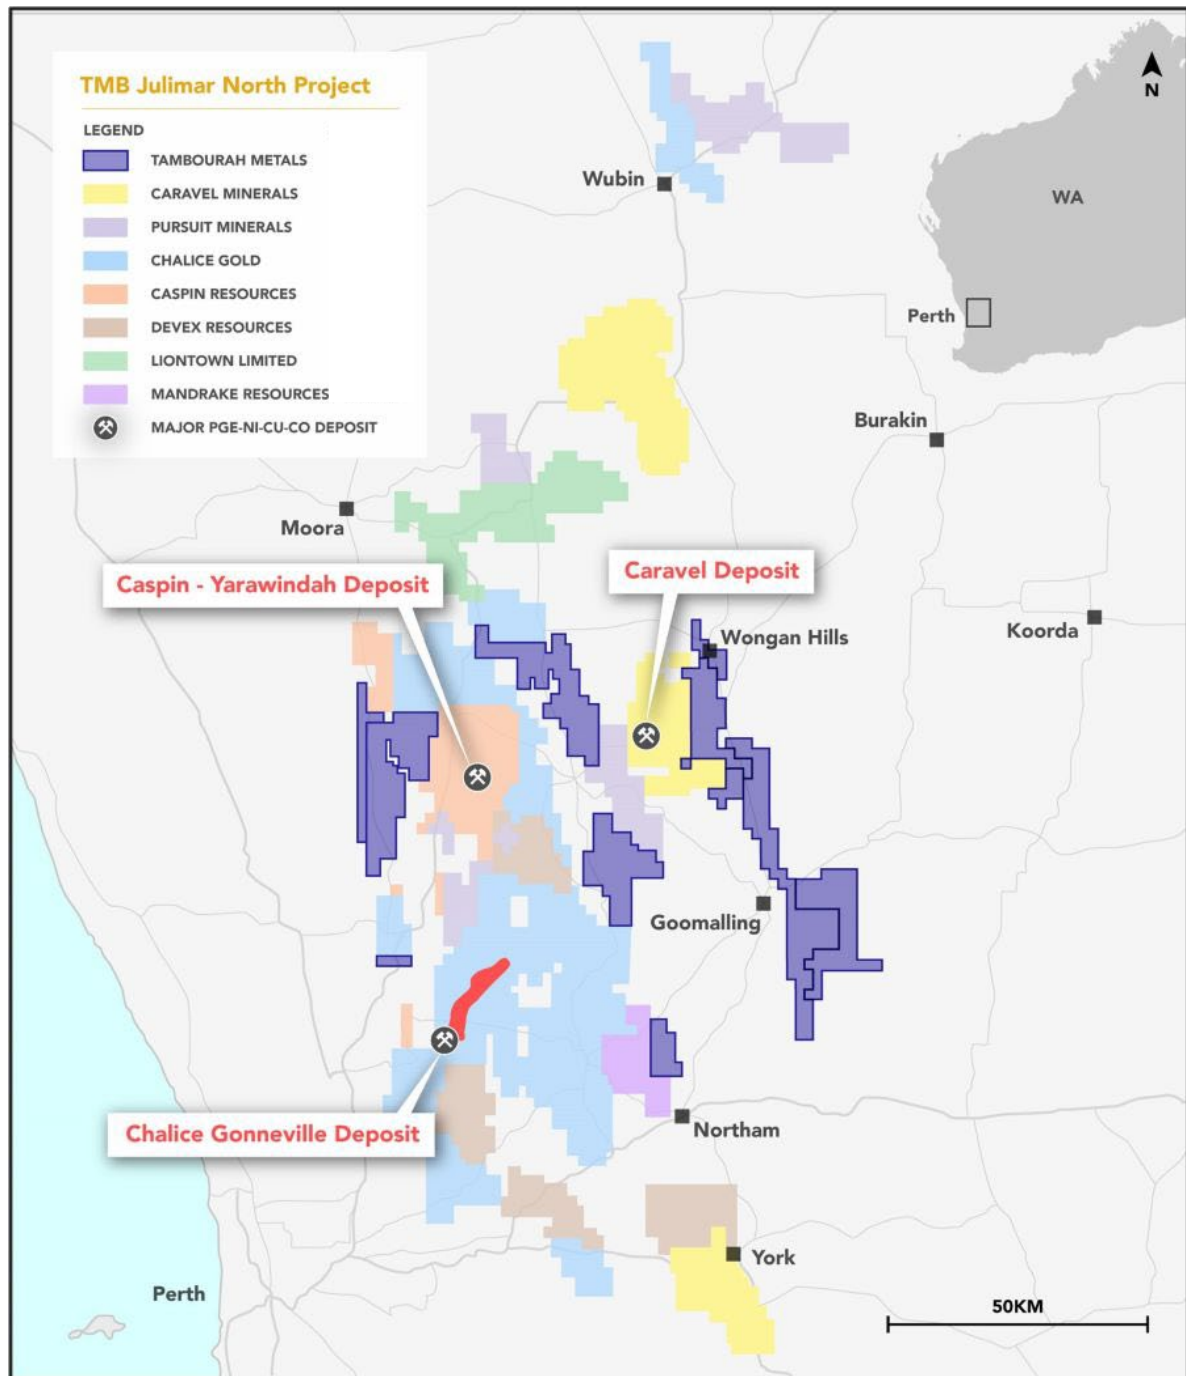 TMB Julimar North Project
LEGEND
TAMBOURAH METALS
CARAVEL MINERALS
PURSUIT MINERALS
CHALICE GOLD
CASPIN RESOURCES
DEVEX RESOURCES
LIONTOWN LIMITED
MANDRAKE RESOURCES
MAJOR PGE-NI-CU-CO DEPOSIT
N
WA
Perth
Wubin
Burakin
Moora
Caspin - Yarawindah Deposit
Caravel Deposit
Koorda
Wongan Hills
Goomalling
Chalice Gonneville Deposit
Northam
York
Perth
50KM